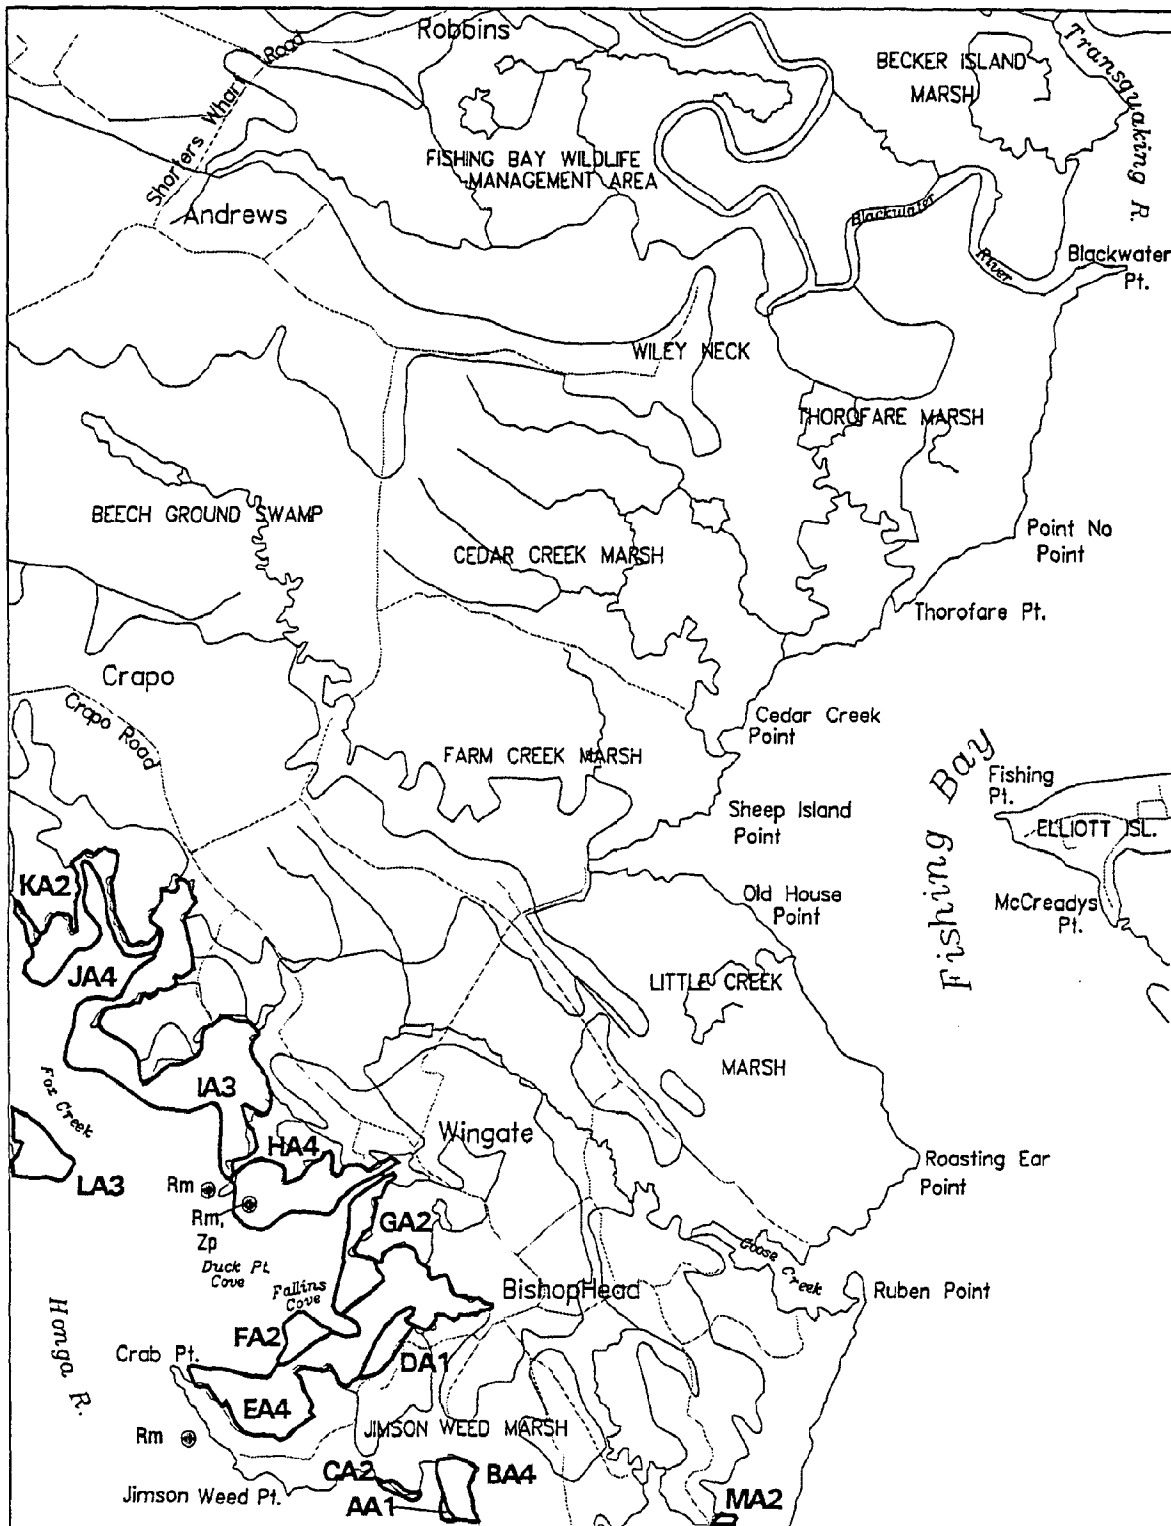 Robbins
BECKER ISLAND
MARSH
Transquaking R.
Shorters Wharf Road
FISHING BAY WILDLIFE
MANAGEMENT AREA
Andrews
Blackwater
River
Blackwater
Pt.
WILEY NECK
THOROFARE MARSH
BEECH GROUND SWAMP
CEDAR CREEK MARSH
Point No
Point
Thorofare Pt.
Crapo
Crapo Road
Cedar Creek
Point
FARM CREEK MARSH
Fishing Bay
Fishing
Pt.
Sheep Island
Point
ELLIOTT ISL.
KA2
Old House
Point
McCreadys
Pt.
JA4
LITTLE CREEK
MARSH
IA3
Fox Creek
Wingate
HA4
LA3
Rm
Roasting Ear
Point
Rm,
Zp
GA2
Duck Pt.
Cove
Fallins
Cove
Goose Creek
BishopHead
Ruben Point
Honga R.
FA2
Crab Pt.
DA1
EA4
JIMSON WEED MARSH
Rm
CA2
BA4
Jimson Weed Pt.
AA1
MA2